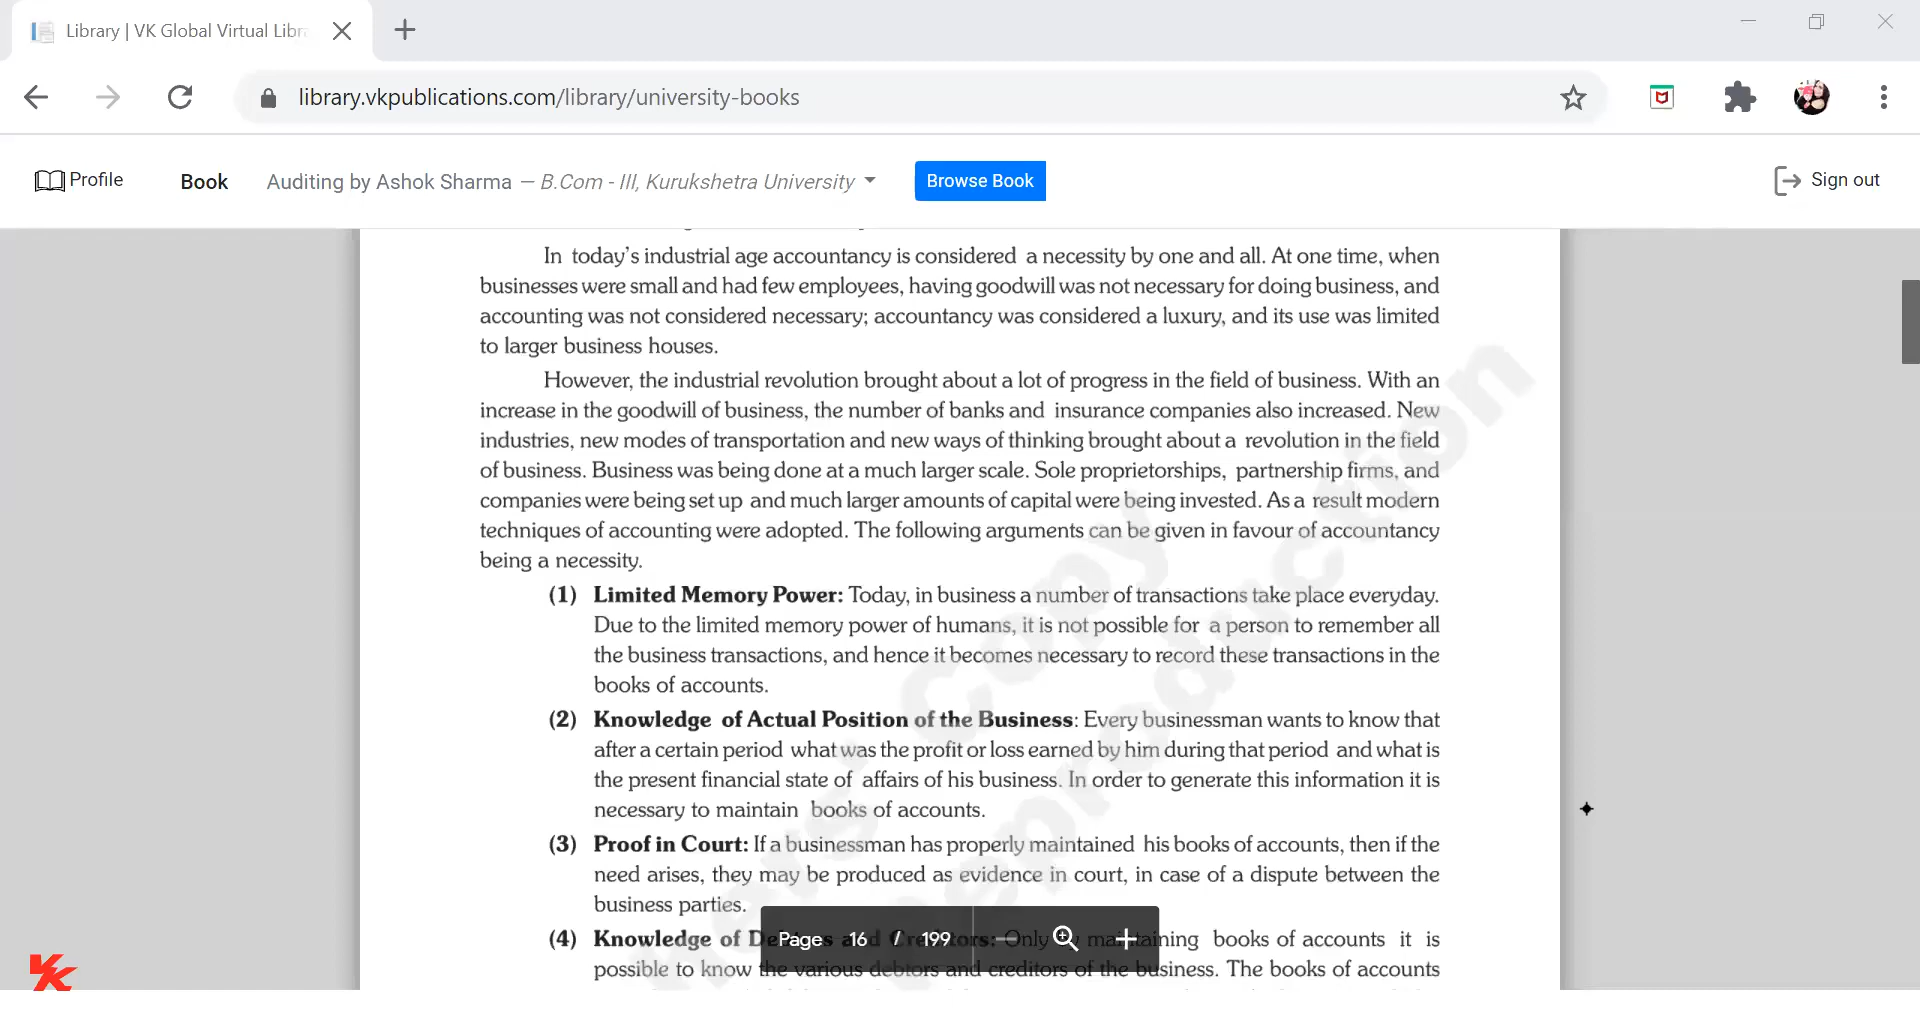 Library | VK Global Virtual Libr
library.vkpublications.com/library/university-books
Profile
Book
Auditing by Ashok Sharma — B.Com - III, Kurukshetra University
Browse Book
Sign out
In today's industrial age accountancy is considered a necessity by one and all. At one time, when
businesses were small and had few employees, having goodwill was not necessary for doing business, and
accounting was not considered necessary; accountancy was considered a luxury, and its use was limited
to larger business houses.
However, the industrial revolution brought about a lot of progress in the field of business. With an
increase in the goodwill of business, the number of banks and insurance companies also increased. New
industries, new modes of transportation and new ways of thinking brought about a revolution in the field
of business. Business was being done at a much larger scale. Sole proprietorships, partnership firms, and
companies were being set up and much larger amounts of capital were being invested. As a result modern
techniques of accounting were adopted. The following arguments can be given in favour of accountancy
being a necessity.
(1) Limited Memory Power: Today, in business a number of transactions take place everyday.
Due to the limited memory power of humans, it is not possible for a person to remember all
the business transactions, and hence it becomes necessary to record these transactions in the
books of accounts.
(2) Knowledge of Actual Position of the Business: Every businessman wants to know that
after a certain period what was the profit or loss earned by him during that period and what is
the present financial state of affairs of his business. In order to generate this information it is
necessary to maintain books of accounts.
(3) Proof in Court: If a businessman has properly maintained his books of accounts, then if the
need arises, they may be produced as evidence in court, in case of a dispute between the
business parties.
(4) Knowledge of Debtors and Creditors: Only by maintaining books of accounts it is
possible to know the various debtors and creditors of the business. The books of accounts
Page 16 / 199
VK
Copy
eproduction